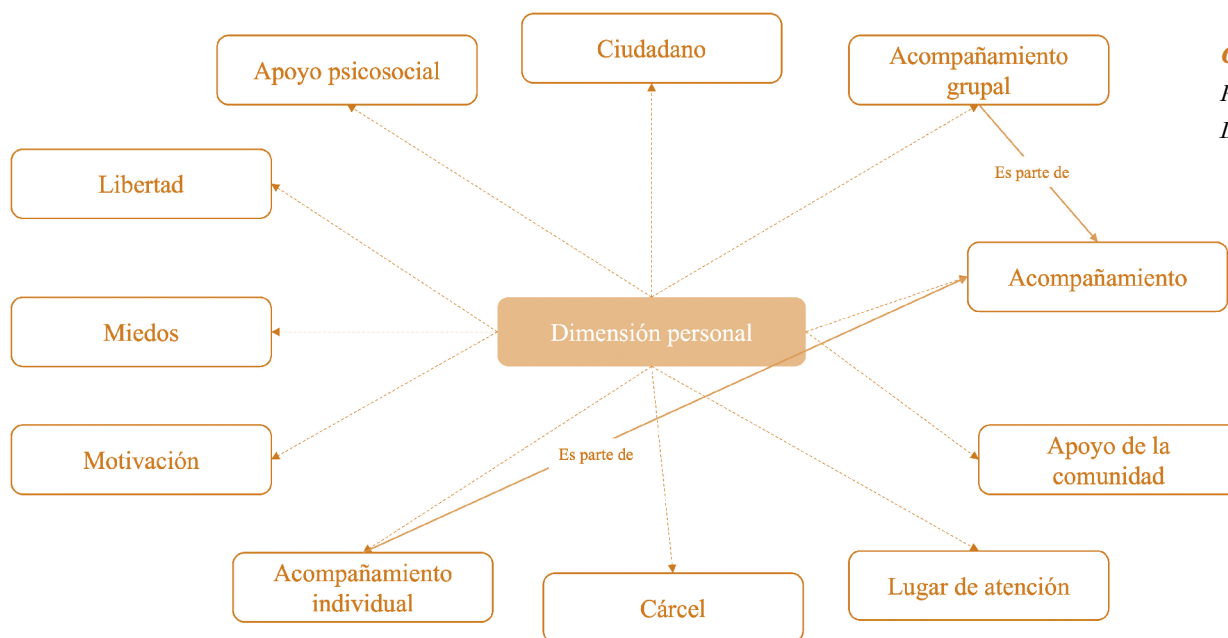 Ciudadano
Apoyo psicosocial
Acompañamiento
grupal
Es parte de
Libertad
Acompañamiento
Miedos
Dimensión personal
Motivación
Es parte de
Apoyo de la
comunidad
Acompañamiento
individual
Cárcel
Lugar de atención